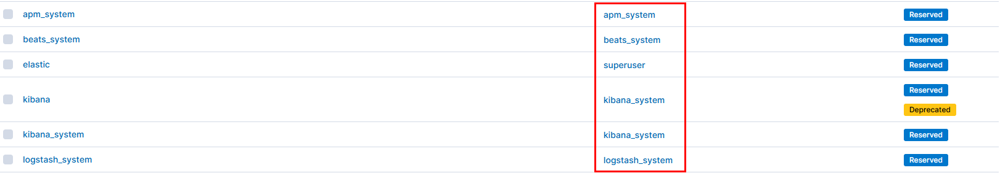 apm_system apm_system Reserved
beats_system beats_system Reserved
elastic superuser Reserved
kibana kibana_system Reserved
Deprecated
kibana_system kibana_system Reserved
logstash_system logstash_system Reserved